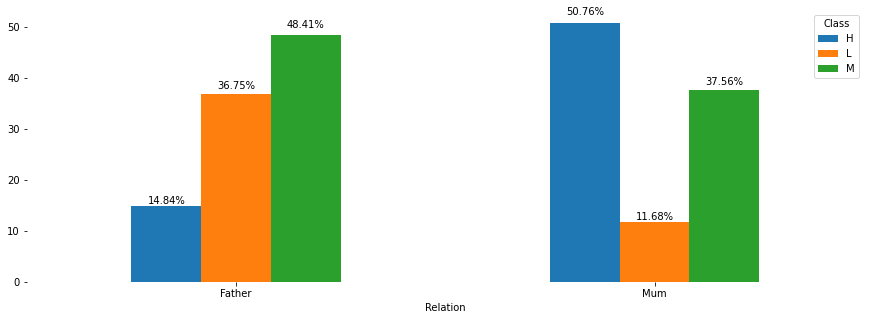 50.76%
Class
H
L
M
48.41%
36.75%
37.56%
14.84%
11.68%
50
40
30
20
10
0
Father
Mum
Relation